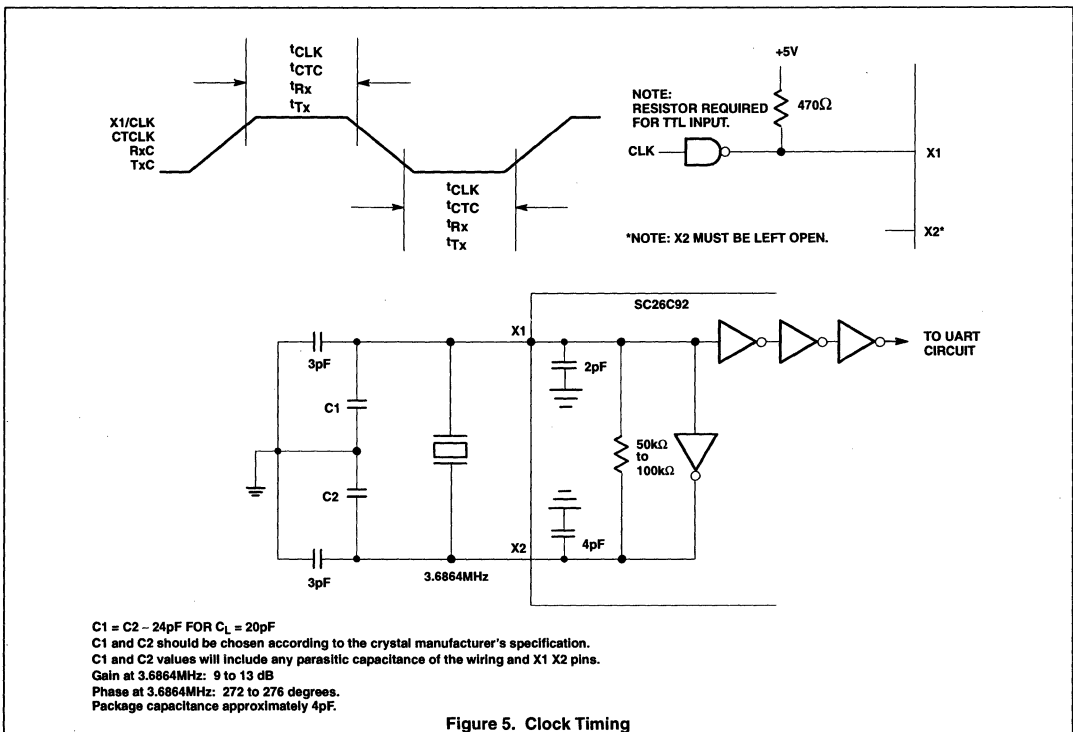 tCLK
tCTC
tRx
tTx
X1/CLK
CTCLK
RxC
TxC
tCLK
tCTC
tRx
tTx
+5V
NOTE:
RESISTOR REQUIRED
FOR TTL INPUT.
470Ω
CLK
X1
*NOTE: X2 MUST BE LEFT OPEN.
X2*
SC26C92
X1
TO UART
CIRCUIT
3pF
2pF
C1
50kΩ
to
100kΩ
C2
4pF
X2
3pF
3.6864MHz
C1 = C2 ~ 24pF FOR CL = 20pF
C1 and C2 should be chosen according to the crystal manufacturer's specification.
C1 and C2 values will include any parasitic capacitance of the wiring and X1 X2 pins.
Gain at 3.6864MHz: 9 to 13 dB
Phase at 3.6864MHz: 272 to 276 degrees.
Package capacitance approximately 4pF.
Figure 5. Clock Timing